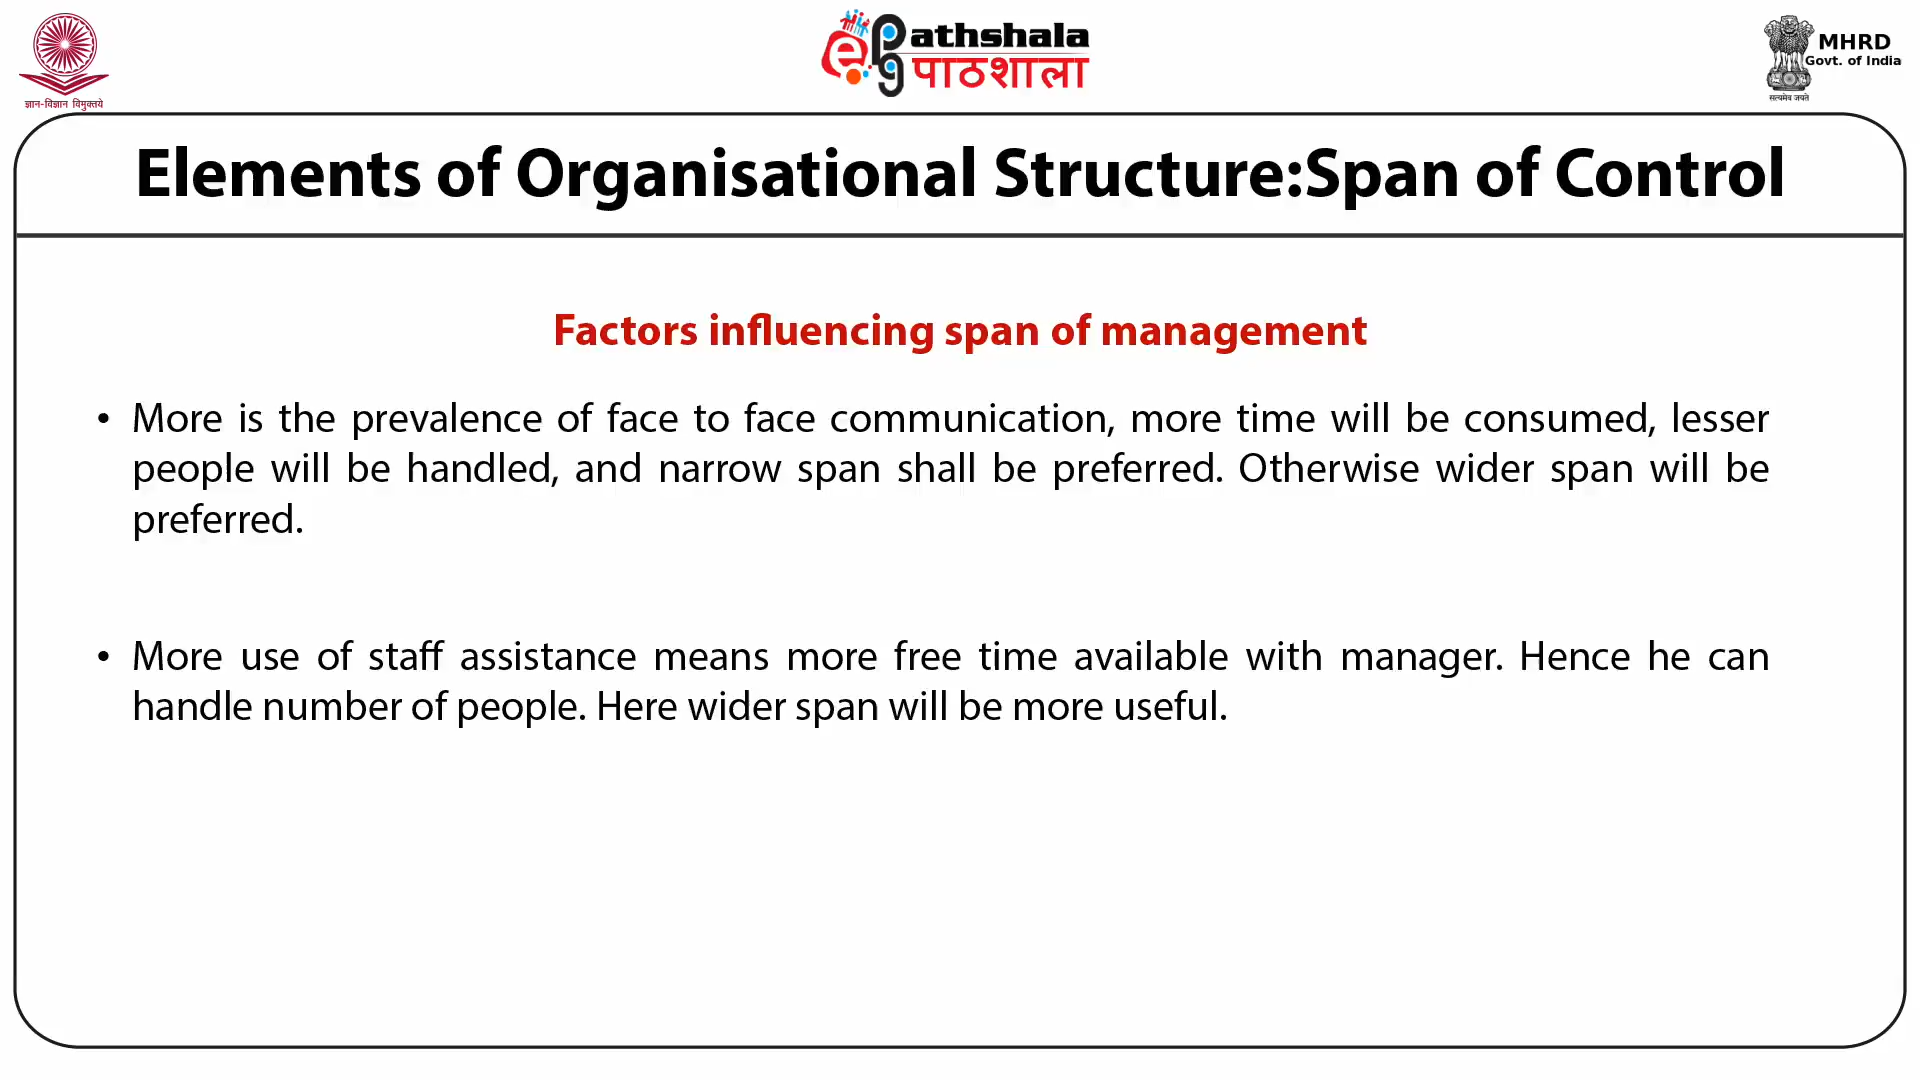 ज्ञान-विज्ञान विमुक्तये
ePG athshala
पाठशाला
MHRD
Govt. of India
सत्यमेव जयते
Elements of Organisational Structure:Span of Control
Factors influencing span of management
• More is the prevalence of face to face communication, more time will be consumed, lesser
people will be handled, and narrow span shall be preferred. Otherwise wider span will be
preferred.
• More use of staff assistance means more free time available with manager. Hence he can
handle number of people. Here wider span will be more useful.